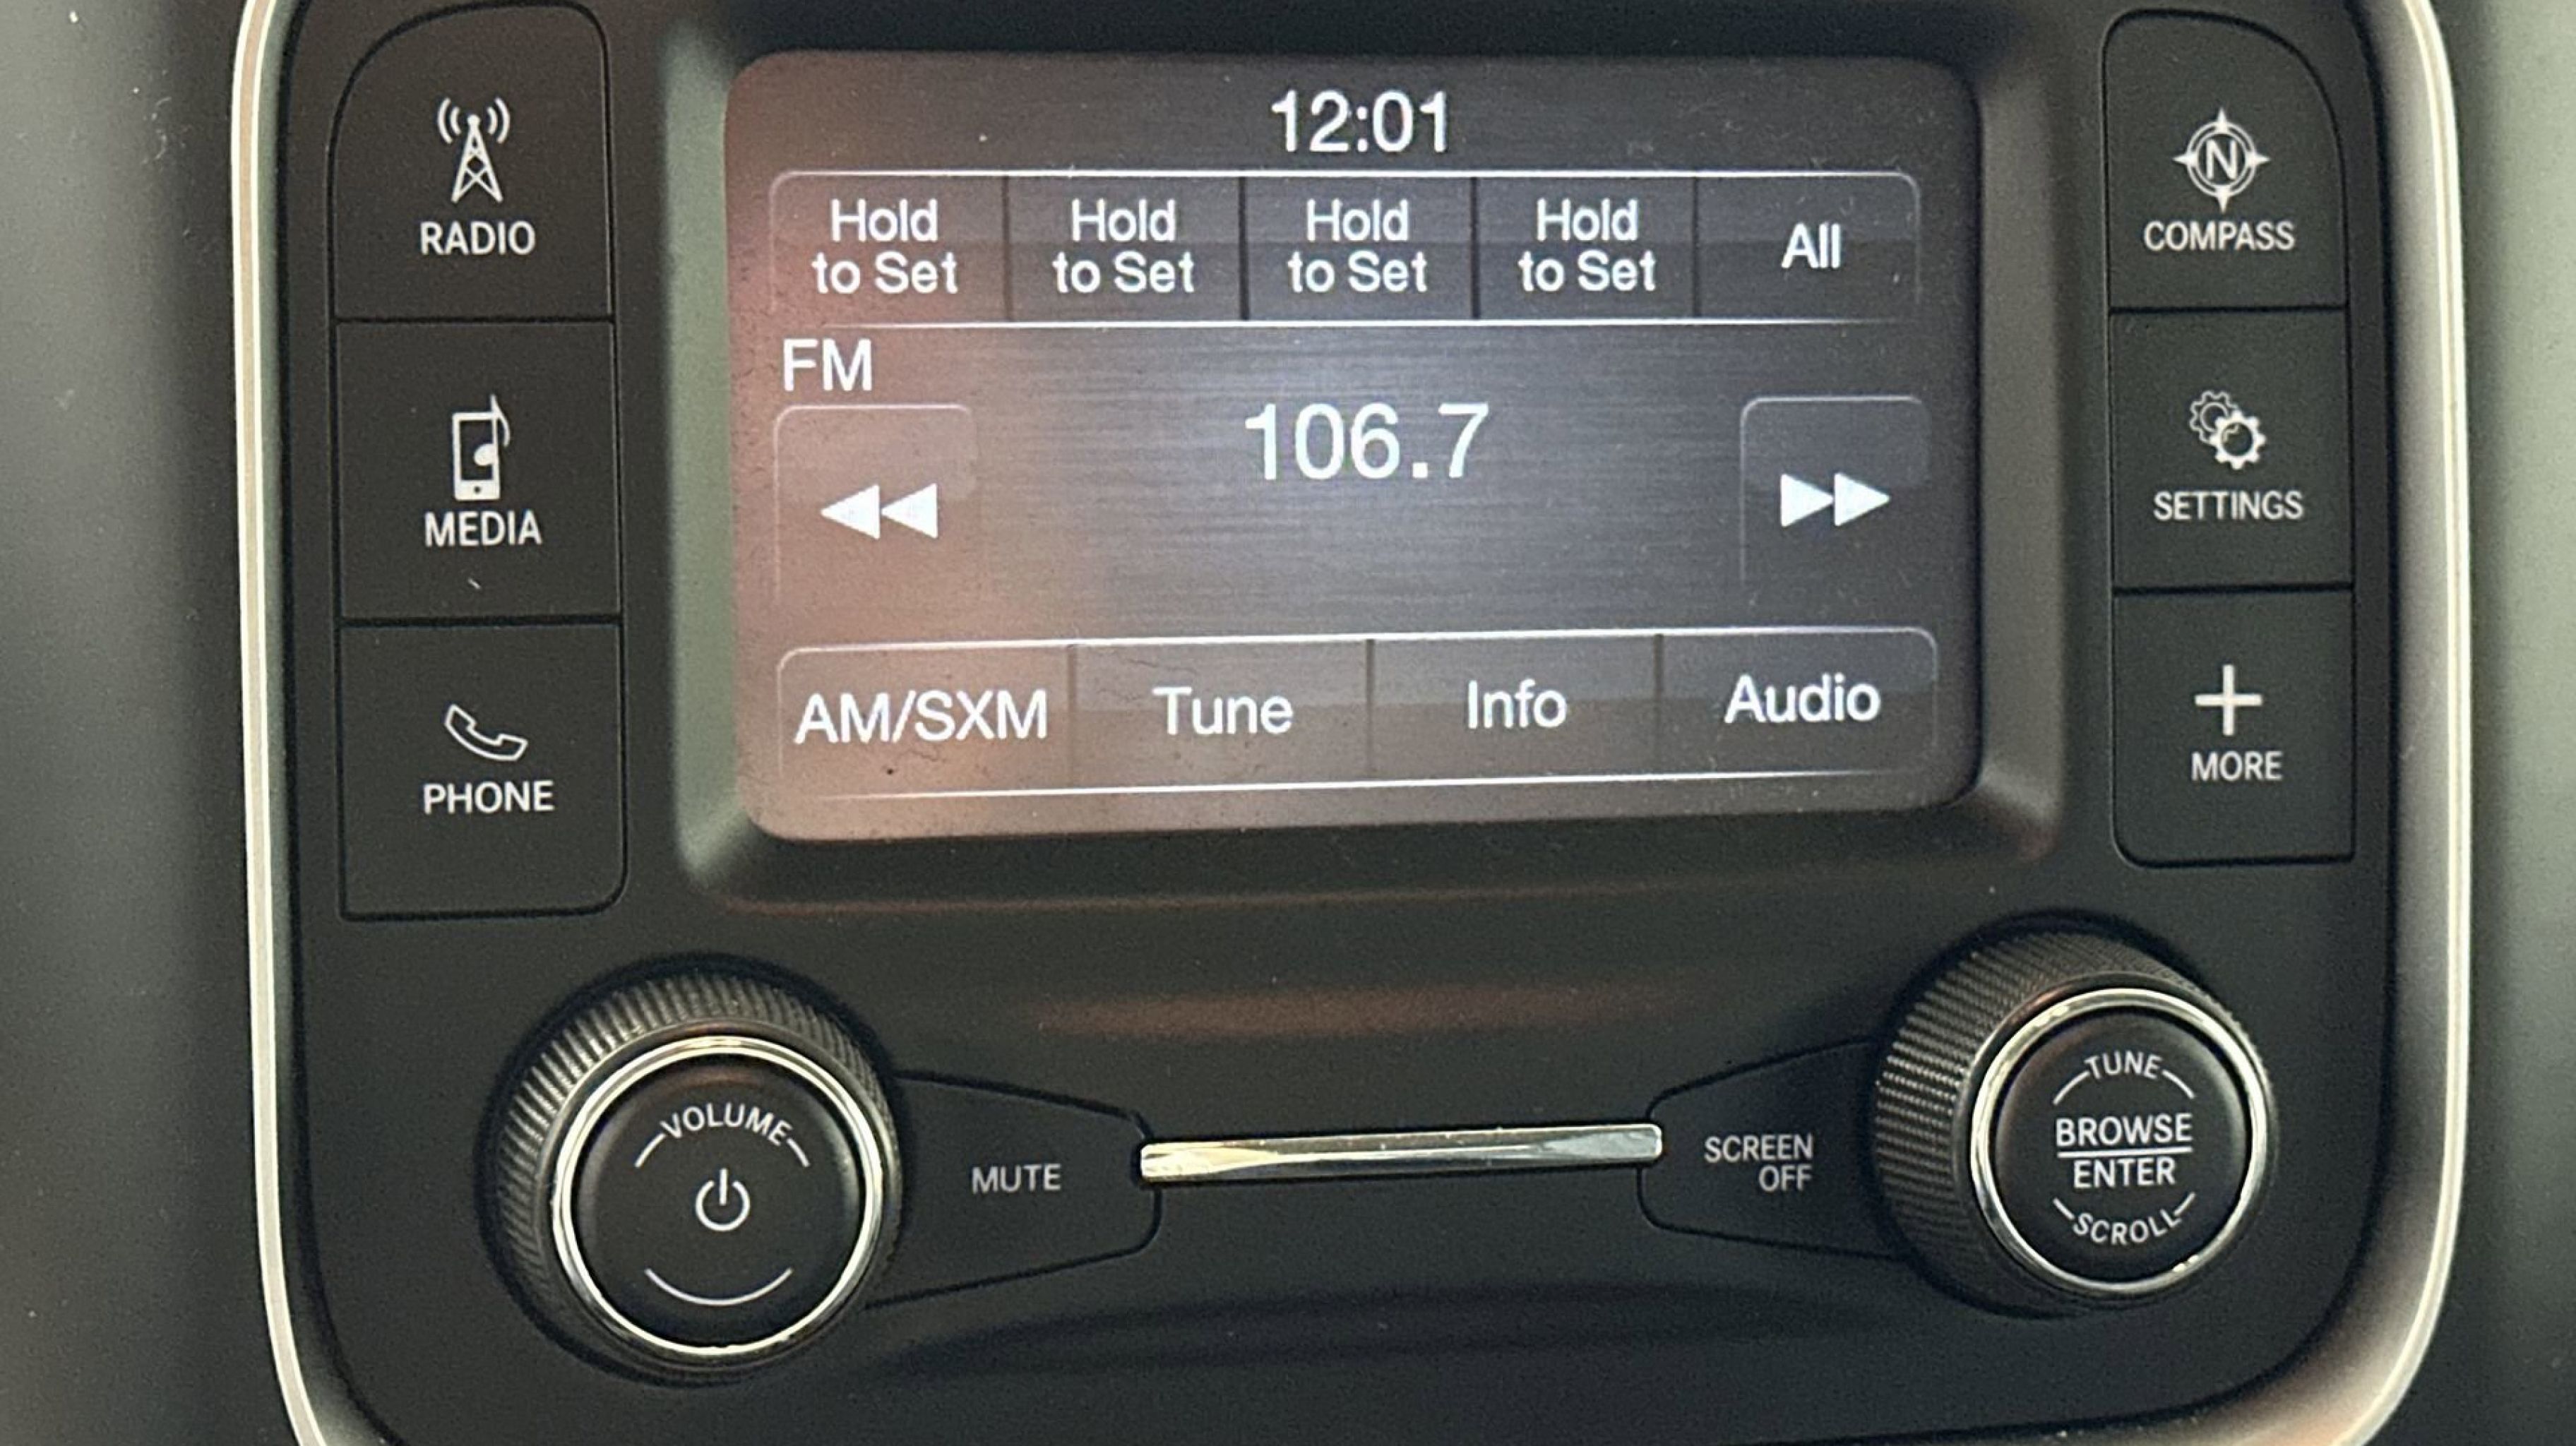 12:01
RADIO
Hold
to Set
Hold
to Set
Hold
to Set
Hold
to Set
All
N
COMPASS
FM
106.7
MEDIA
SETTINGS
AM/SXM
Tune
Info
Audio
PHONE
MORE
VOLUME
MUTE
SCREEN
OFF
TUNE
BROWSE
ENTER
SCROLL